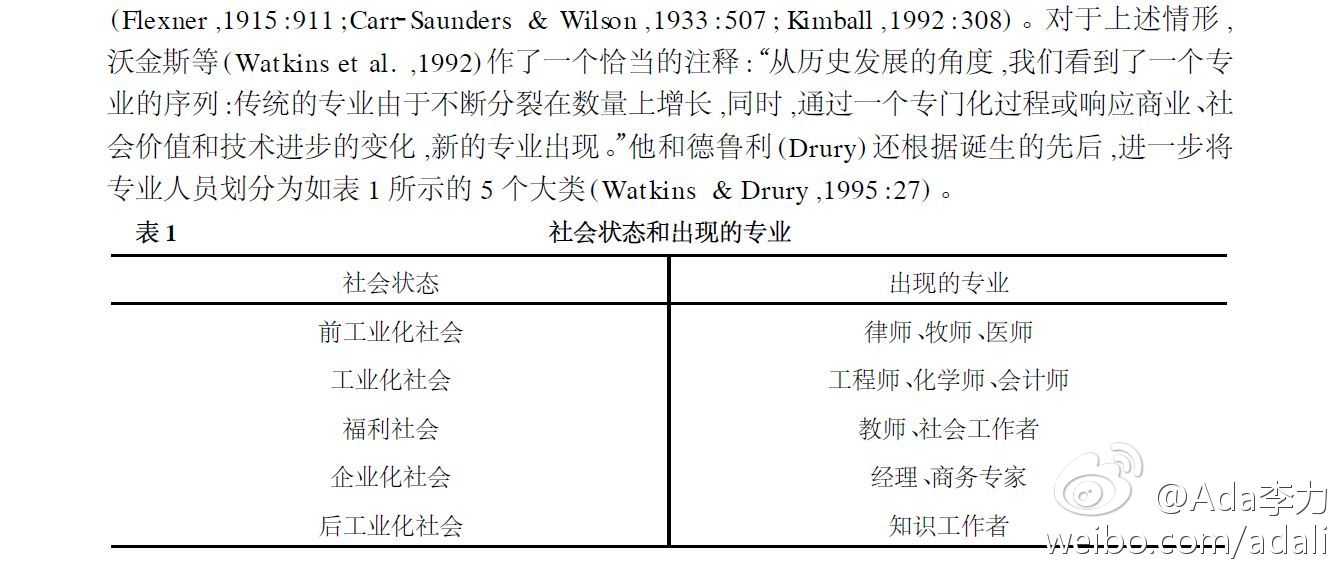 (Flexner,1915:911;Carr-Saunders & Wilson,1933:507;Kimball,1992:308)。对于上述情形,
沃金斯等(Watkins et al.,1992)作了一个恰当的注释:“从历史发展的角度,我们看到了一个专
业的序列:传统的专业由于不断分裂在数量上增长,同时,通过一个专门化过程或响应商业、社
会价值和技术进步的变化,新的专业出现。”他和德鲁利(Drury)还根据诞生的先后,进一步将
专业人员划分为如表1所示的5个大类(Watkins & Drury,1995:27)。
表1 社会状态和出现的专业
社会状态 出现的专业
前工业化社会 律师、牧师、医师
工业化社会 工程师、化学师、会计师
福利社会 教师、社会工作者
企业化社会 经理、商务专家
后工业化社会 知识工作者
@Ada李力
weibo.com/adali